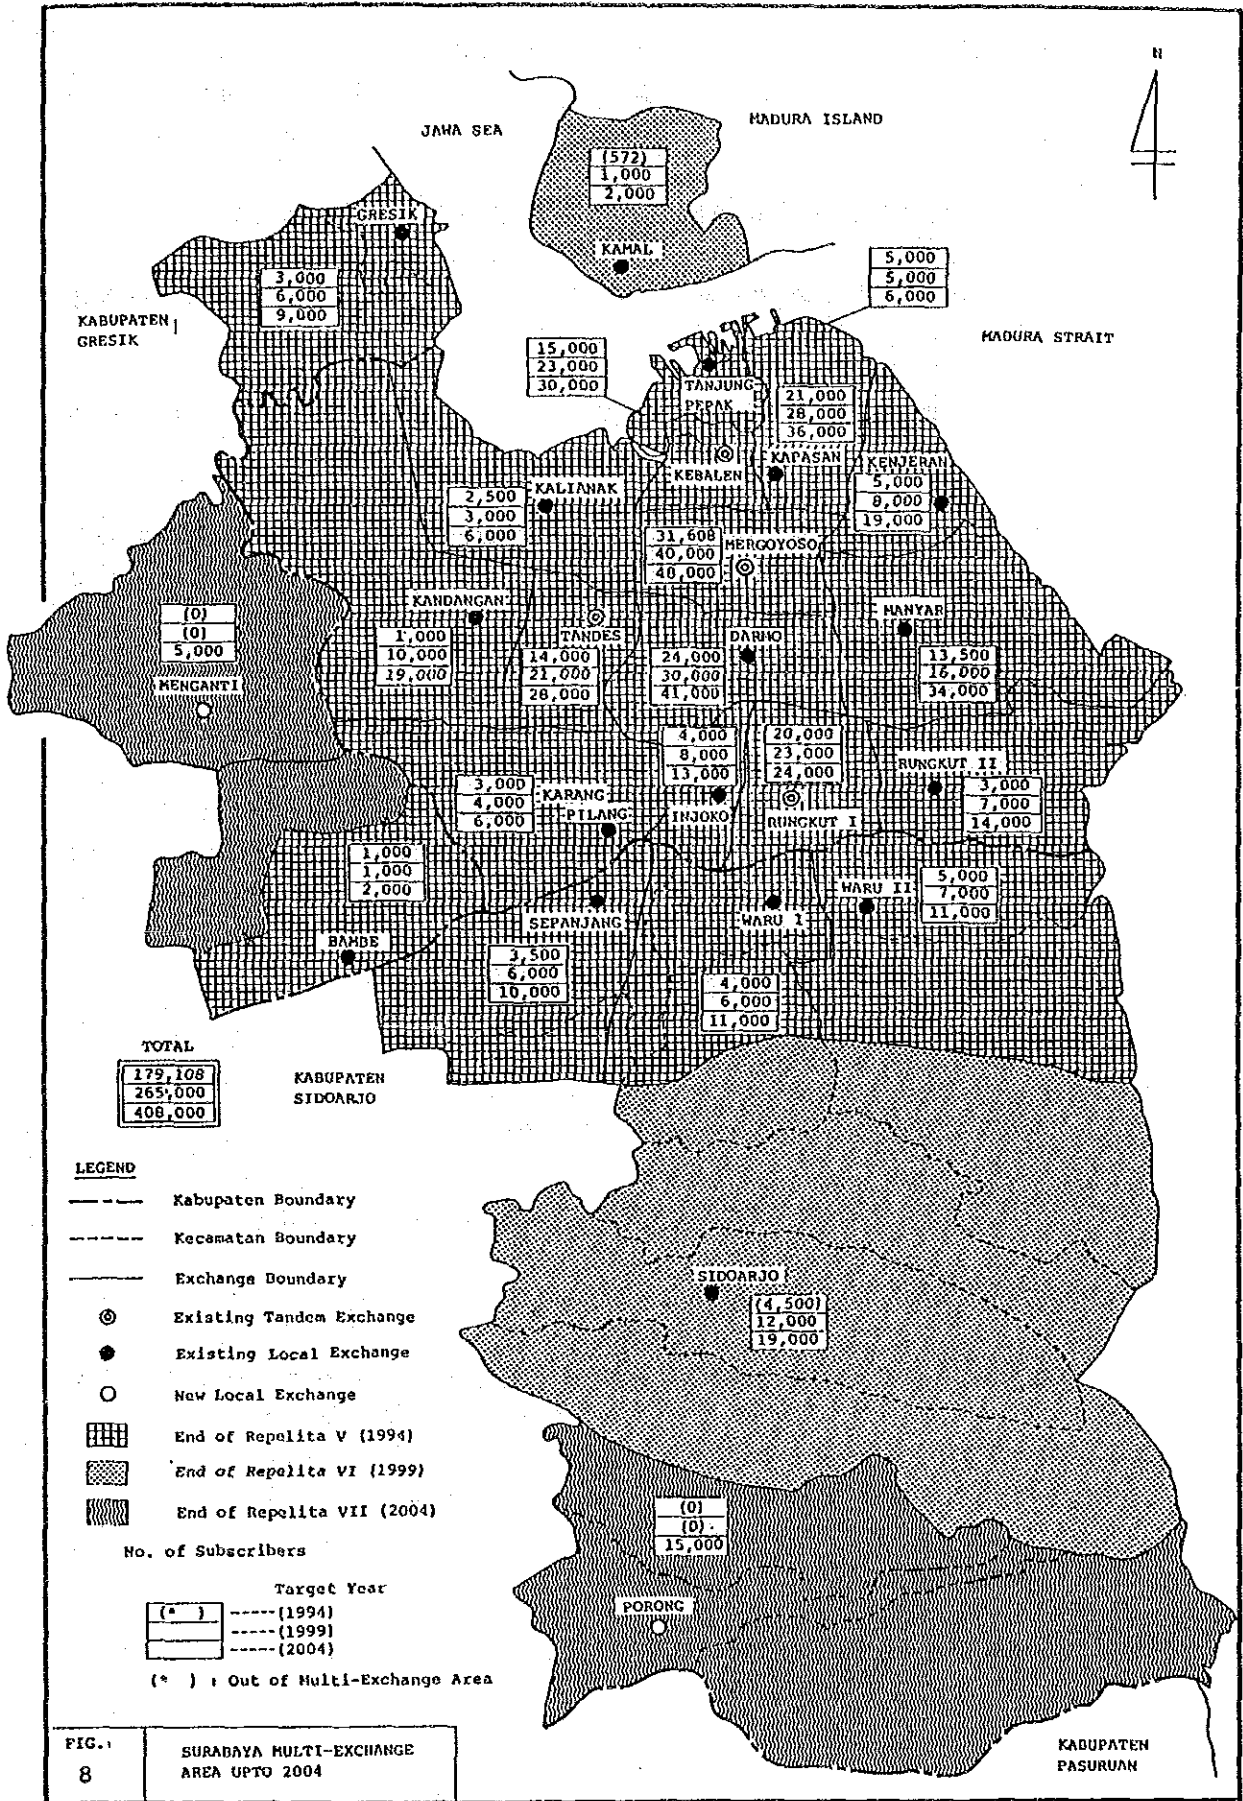 N
JAWA SEA
MADURA ISLAND
(572)
1,000
2,000
GRESIK
KAMAL
3,000
6,000
9,000
5,000
5,000
6,000
KABUPATEN
GRESIK
MADURA STRAIT
15,000
23,000
30,000
TANJUNG
PEPAK
21,000
28,000
36,000
KEBALEN
KAPASAN
KENJERAN
5,000
8,000
19,000
2,500
3,000
6,000
KALIANAK
31,608
40,000
40,000
MERGOYOSO
(0)
(0)
5,000
MENGANTI
KANDANGAN
1,000
10,000
19,000
TANDES
14,000
21,000
28,000
DARMO
24,000
30,000
41,000
MANYAR
13,500
16,000
34,000
4,000
8,000
13,000
INJOKO
20,000
23,000
24,000
RUNGKUT I
RUNGKUT II
3,000
7,000
14,000
3,000
4,000
6,000
KARANG
PILANG
1,000
1,000
2,000
BAMBE
SEPANJANG
3,500
6,000
10,000
WARU I
4,000
6,000
11,000
WARU II
5,000
7,000
11,000
TOTAL
179,108
265,000
408,000
KABUPATEN
SIDOARJO
SIDOARJO
(4,500)
12,000
19,000
LEGEND
Kabupaten Boundary
Kecamatan Boundary
Exchange Boundary
Existing Tandem Exchange
Existing Local Exchange
New Local Exchange
End of Repelita V (1994)
End of Repelita VI (1999)
End of Repelita VII (2004)
No. of Subscribers
Target Year
(* ) -----(1994)
-----(1999)
-----(2004)
(* ) : Out of Multi-Exchange Area
(0)
(0)
15,000
PORONG
KABUPATEN
PASURUAN
FIG.:
8
SURABAYA MULTI-EXCHANGE
AREA UPTO 2004